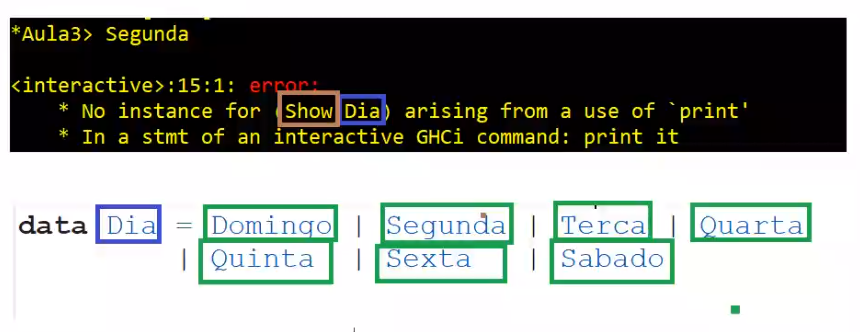 *Aula3> Segunda
<interactive>:15:1: error:
* No instance for (Show Dia) arising from a use of `print'
* In a stmt of an interactive GHCi command: print it
data Dia = Domingo | Segunda | Terca | Quarta
| Quinta | Sexta | Sabado